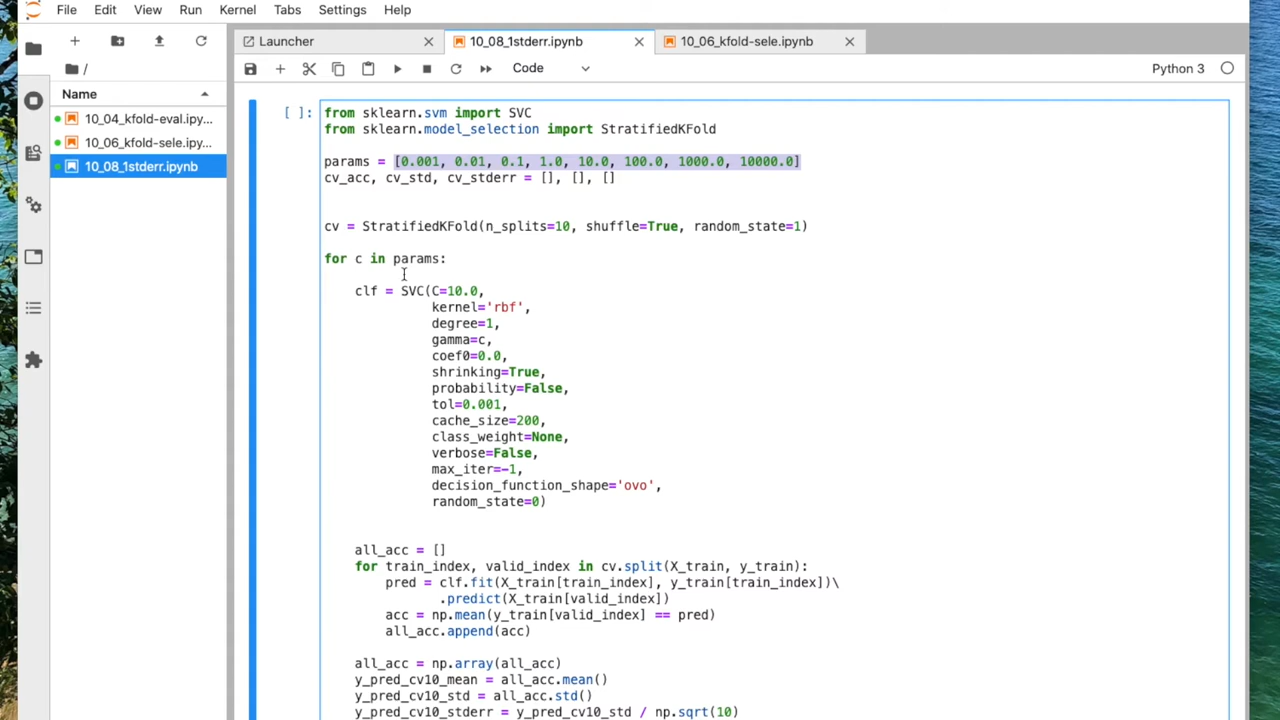 File Edit View Run Kernel Tabs Settings Help
Launcher
10_08_1stderr.ipynb
10_06_kfold-sele.ipynb
Code
Python 3
/
Name
10_04_kfold-eval.ipy...
10_06_kfold-sele.ipy...
10_08_1stderr.ipynb
[ ]:
from sklearn.svm import SVC
from sklearn.model_selection import StratifiedKFold
params = [0.001, 0.01, 0.1, 1.0, 10.0, 100.0, 1000.0, 10000.0]
cv_acc, cv_std, cv_stderr = [], [], []
cv = StratifiedKFold(n_splits=10, shuffle=True, random_state=1)
for c in params:
clf = SVC(C=10.0,
kernel='rbf',
degree=1,
gamma=c,
coef0=0.0,
shrinking=True,
probability=False,
tol=0.001,
cache_size=200,
class_weight=None,
verbose=False,
max_iter=-1,
decision_function_shape='ovo',
random_state=0)
all_acc = []
for train_index, valid_index in cv.split(X_train, y_train):
pred = clf.fit(X_train[train_index], y_train[train_index])\
.predict(X_train[valid_index])
acc = np.mean(y_train[valid_index] == pred)
all_acc.append(acc)
all_acc = np.array(all_acc)
y_pred_cv10_mean = all_acc.mean()
y_pred_cv10_std = all_acc.std()
y_pred_cv10_stderr = y_pred_cv10_std / np.sqrt(10)